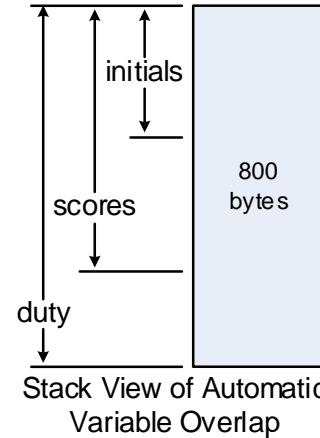 initials
800
bytes
scores
duty
Stack View of Automatic
Variable Overlap